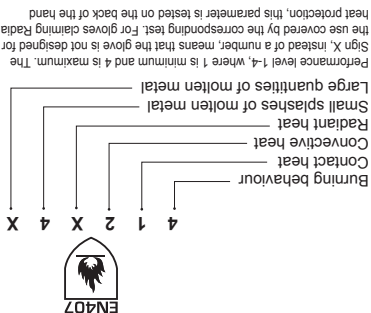 EN407
4 1 2 X 4 X
Burning behaviour
Contact heat
Convective heat
Radiant heat
Small splashes of molten metal
Large quantities of molten metal
Performance level 1-4, where 1 is minimum and 4 is maximum. The
Sign X, instead of a number, means that the glove is not designed for
the use covered by the corresponding test. For gloves claiming Radia
heat protection, this parameter is tested on the back of the hand